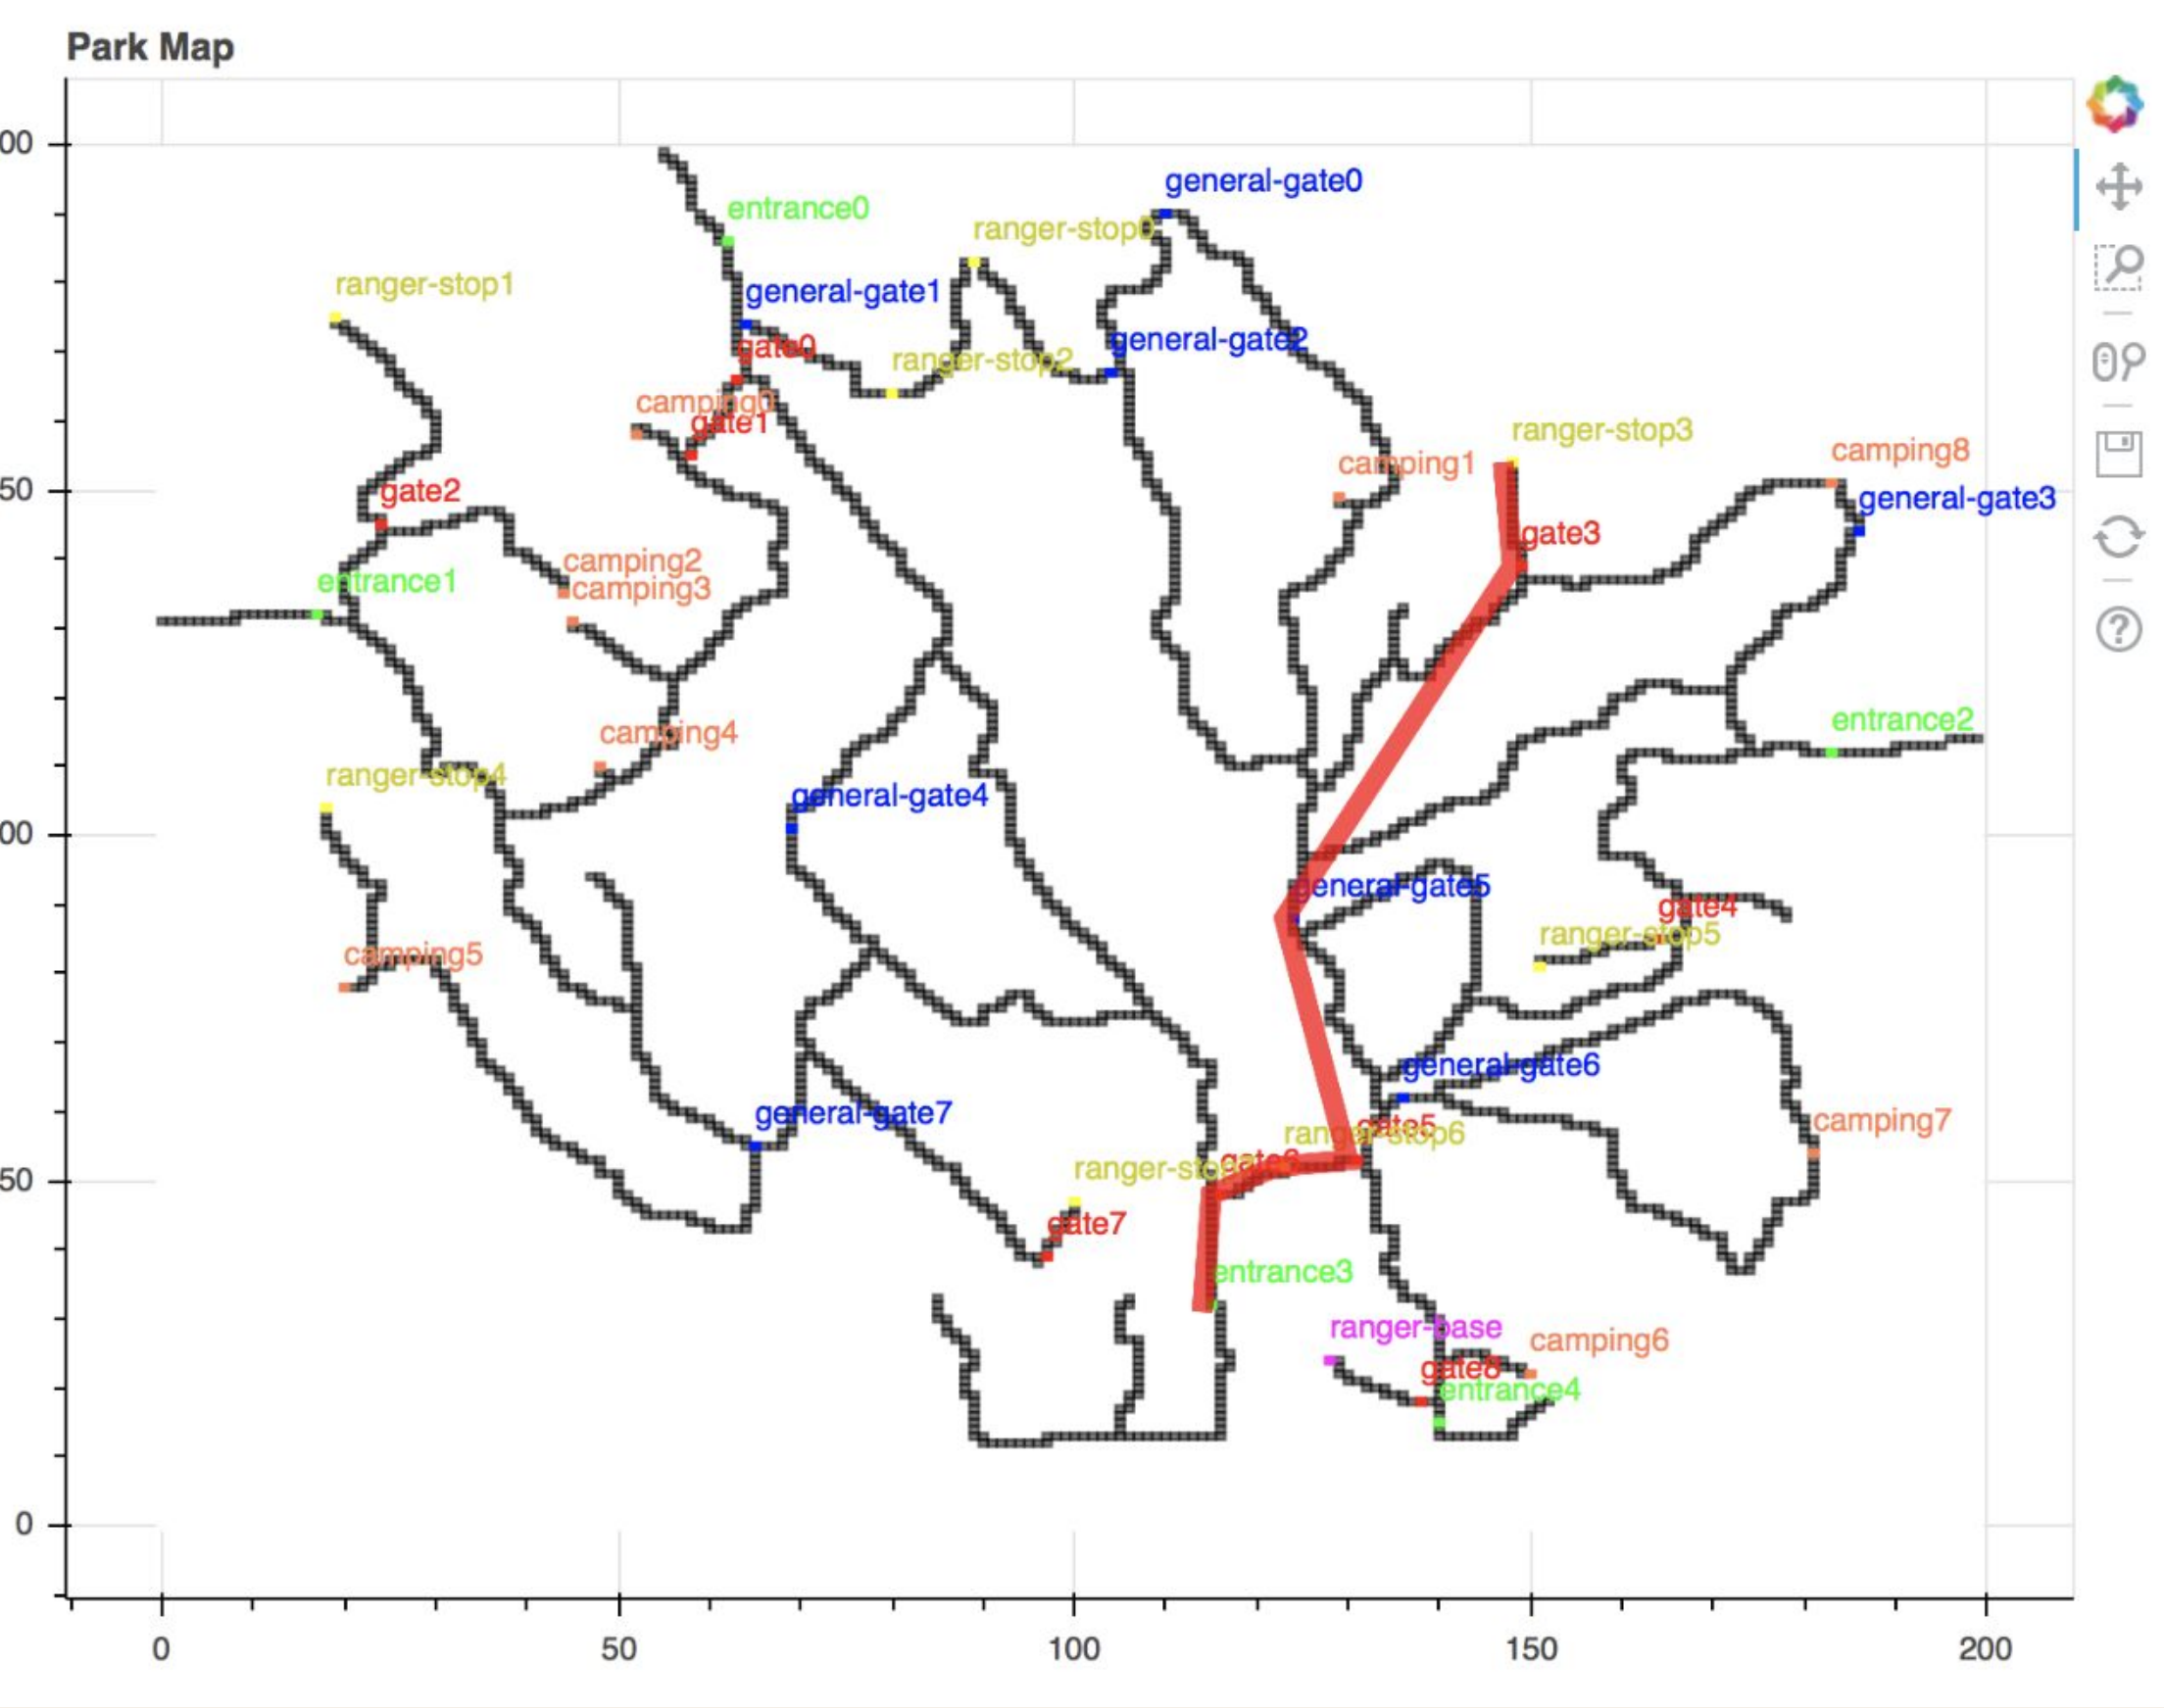 Park Map
00
general-gate0
entrance0
ranger-stop0
ranger-stop1
general-gate1
general-gate2
gate0
ranger-stop2
camping0
gate1
ranger-stop3
camping1
camping8
50
gate2
general-gate3
gate3
camping2
entrance1
camping3
entrance2
camping4
ranger-stop4
general-gate4
00
general-gate5
gate4
ranger-stop5
camping5
general-gate6
general-gate7
camping7
gate5
ranger-stop6
50
gate7
entrance3
ranger-base
camping6
gate8
entrance4
0
0
50
100
150
200